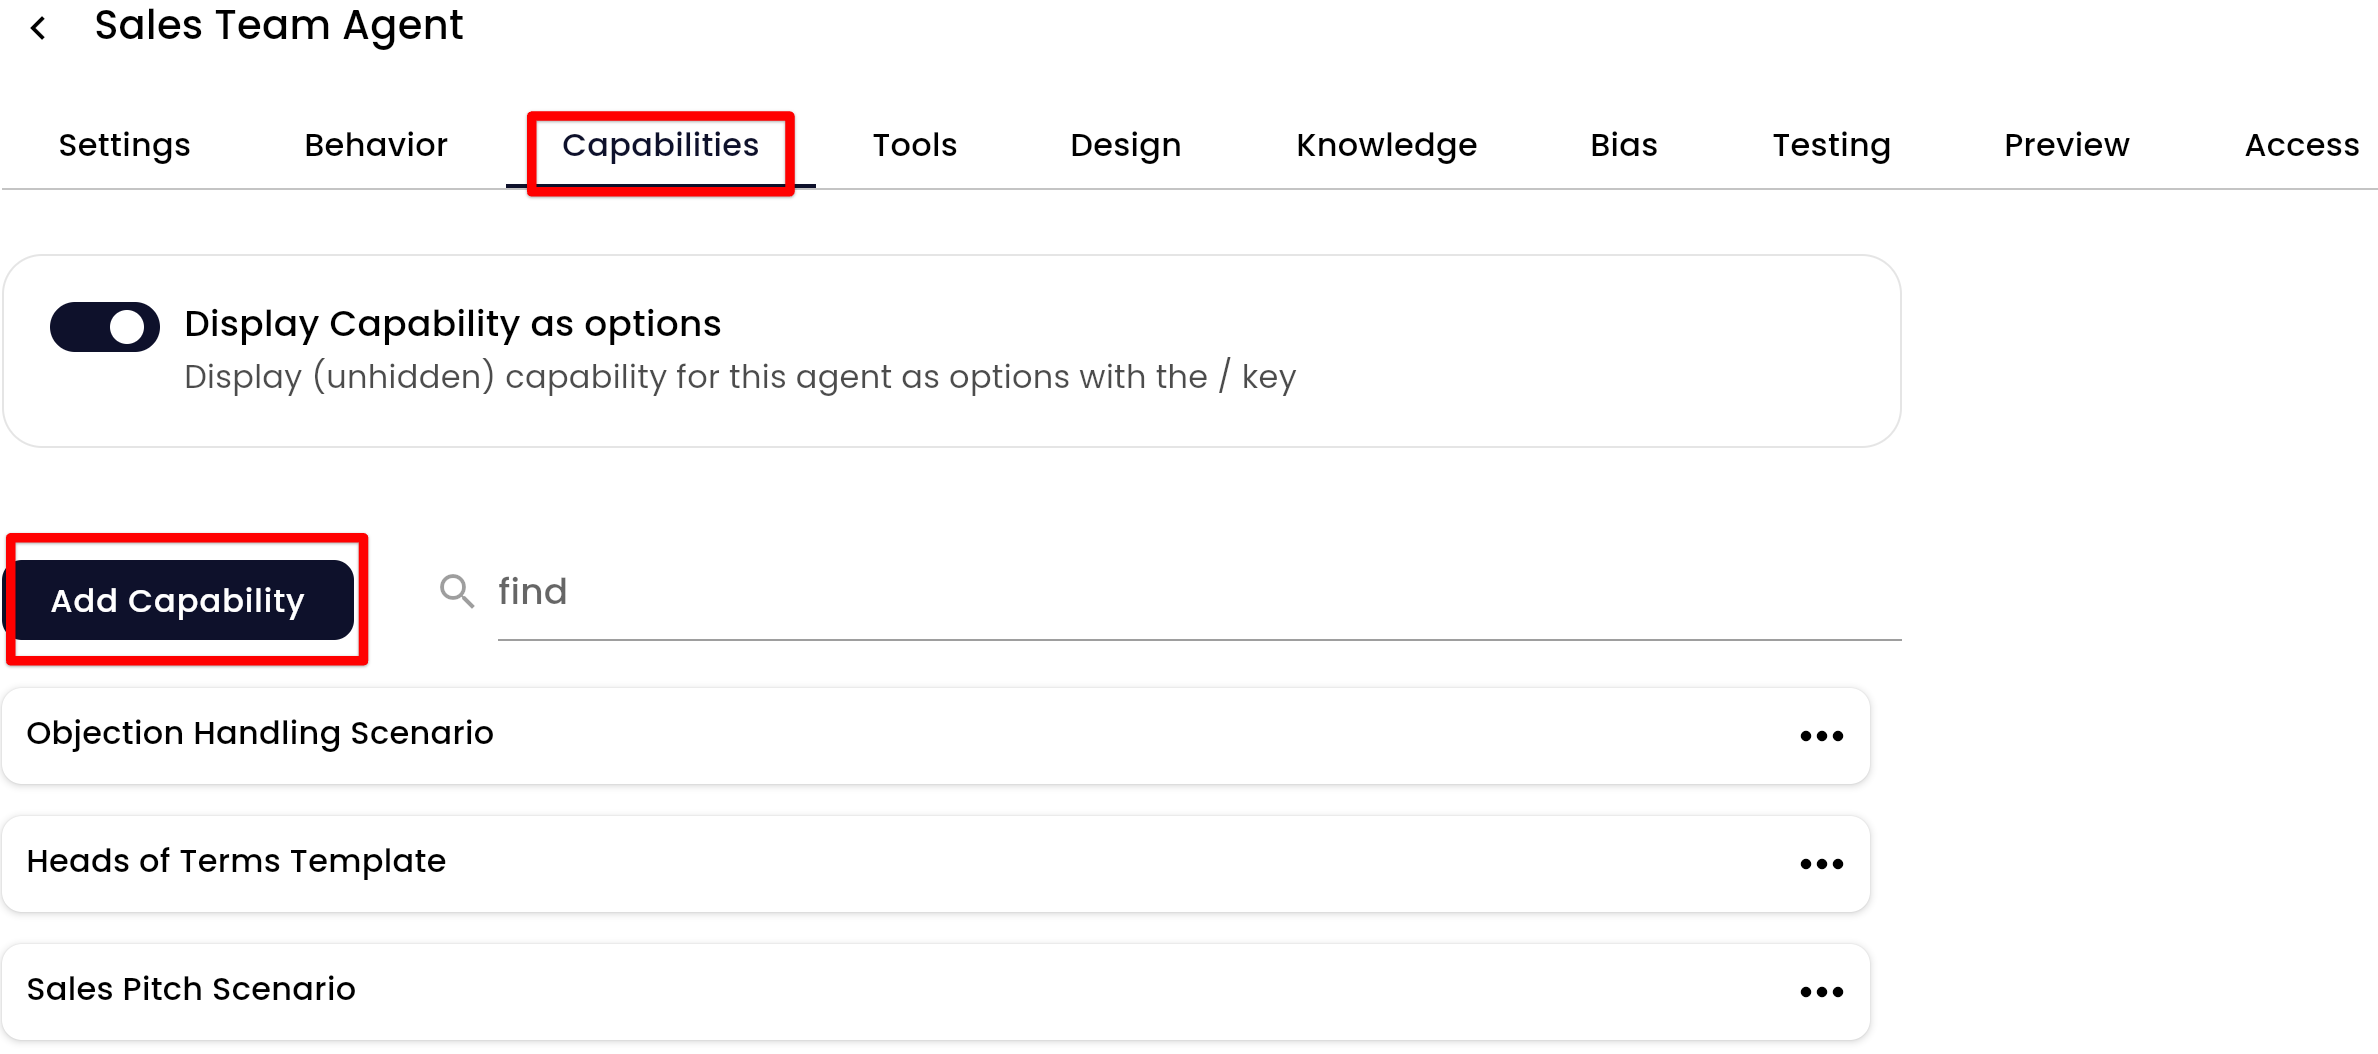 Sales Team Agent
Settings Behavior Capabilities Tools Design Knowledge Bias Testing Preview Access
Display Capability as options
Display (unhidden) capability for this agent as options with the / key
Add Capability find
Objection Handling Scenario
Heads of Terms Template
Sales Pitch Scenario